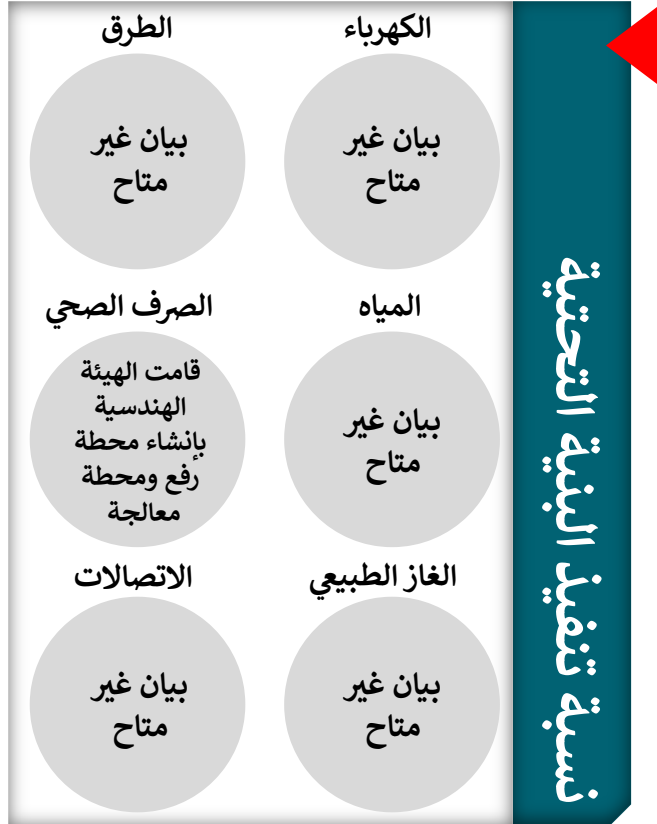 نسبة تنفيذ البنية التحتية
الكهرباء
بيان غير
متاح
الطرق
بيان غير
متاح
المياه
بيان غير
متاح
الصرف الصحي
قامت الهيئة
الهندسية
بإنشاء محطة
رفع ومحطة
معالجة
الغاز الطبيعي
بيان غير
متاح
الاتصالات
بيان غير
متاح